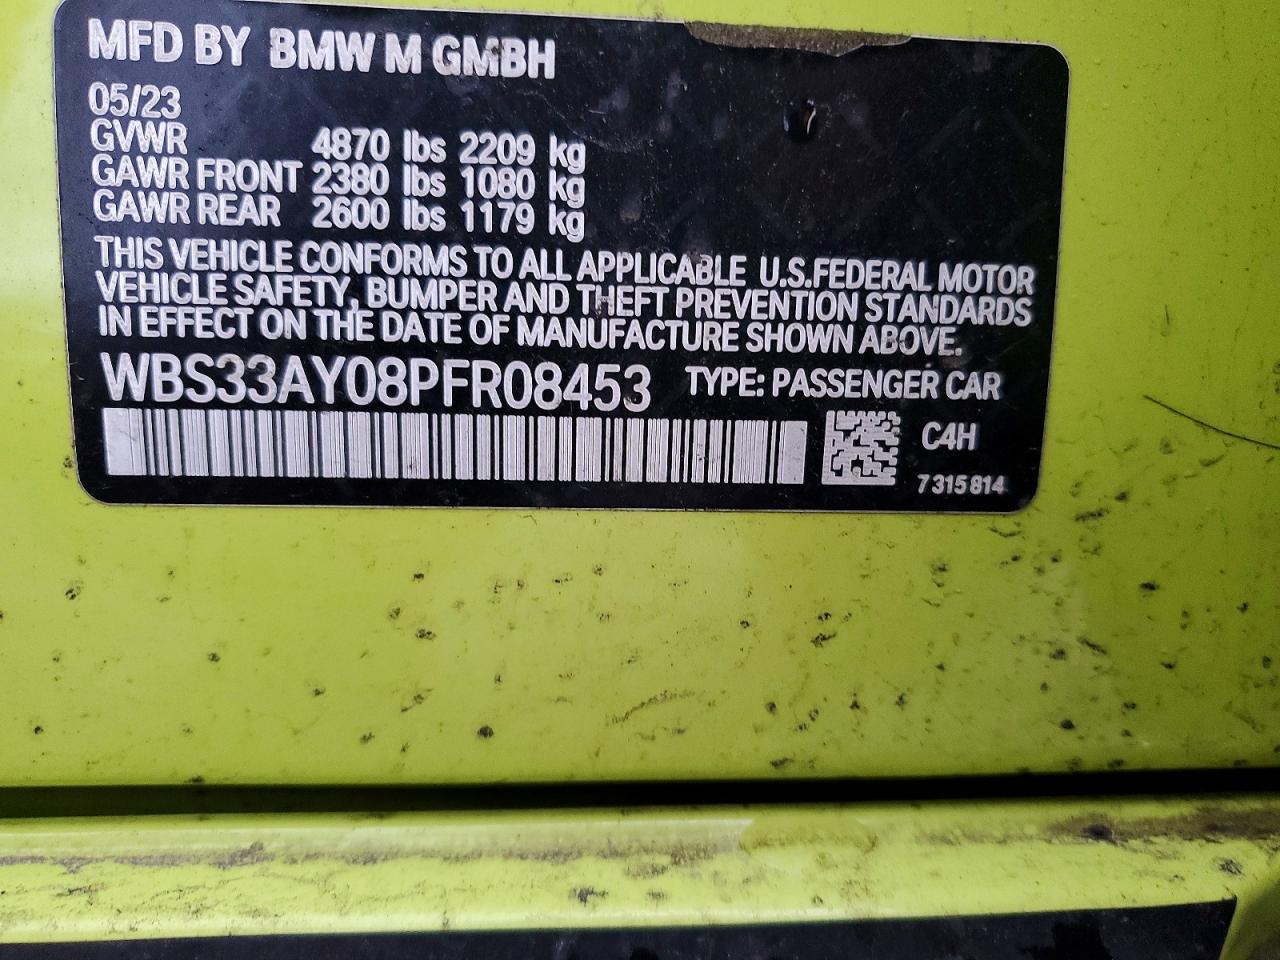 MFD BY BMW M GMBH
05/23
GVWR 4870 lbs 2209 kg
GAWR FRONT 2380 lbs 1080 kg
GAWR REAR 2600 lbs 1179 kg
THIS VEHICLE CONFORMS TO ALL APPLICABLE U.S.FEDERAL MOTOR
VEHICLE SAFETY, BUMPER AND THEFT PREVENTION STANDARDS
IN EFFECT ON THE DATE OF MANUFACTURE SHOWN ABOVE.
WBS33AY08PFR08453 TYPE: PASSENGER CAR
C4H
7 315 814